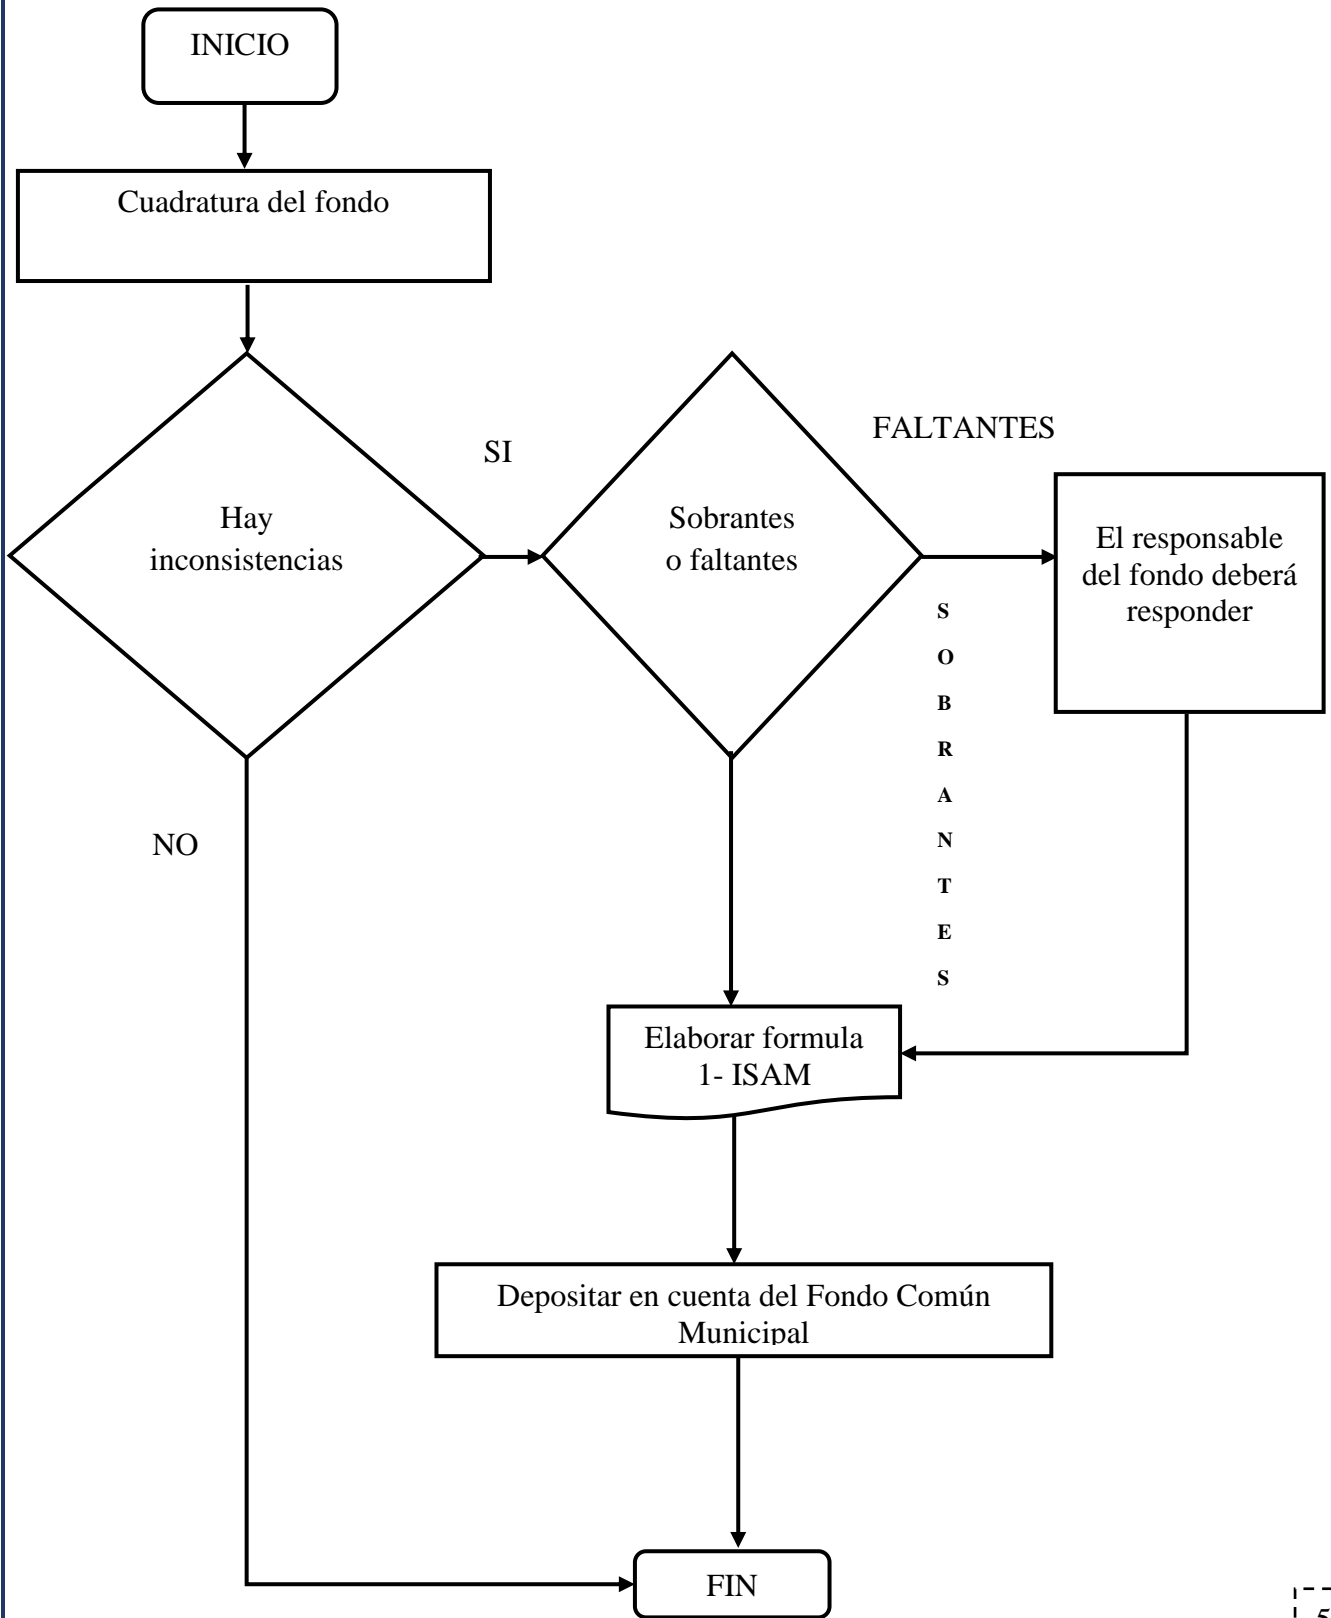 INICIO
Cuadratura del fondo
Hay
inconsistencias
SI
Sobrantes
o faltantes
FALTANTES
El responsable
del fondo deberá
responder
S
O
B
R
A
N
T
E
S
NO
Elaborar formula
1- ISAM
Depositar en cuenta del Fondo Común
Municipal
FIN